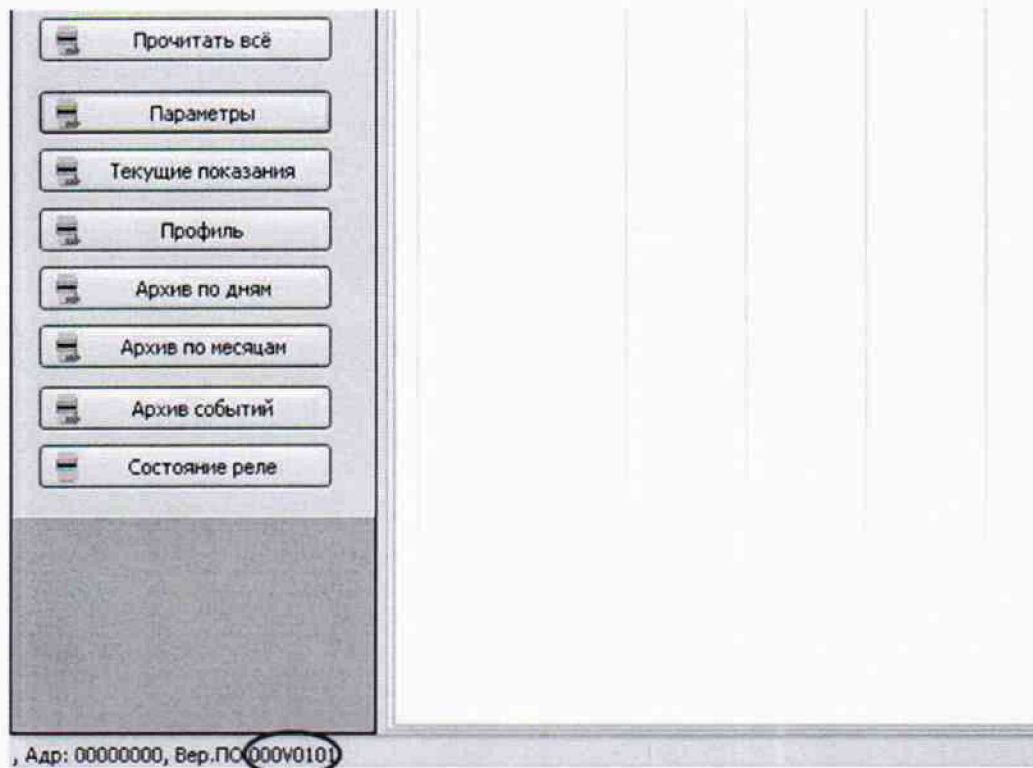 Прочитать всё
Параметры
Текущие показания
Профиль
Архив по дням
Архив по месяцам
Архив событий
Состояние реле
, Адр: 00000000, Вер.ПО 000V0101